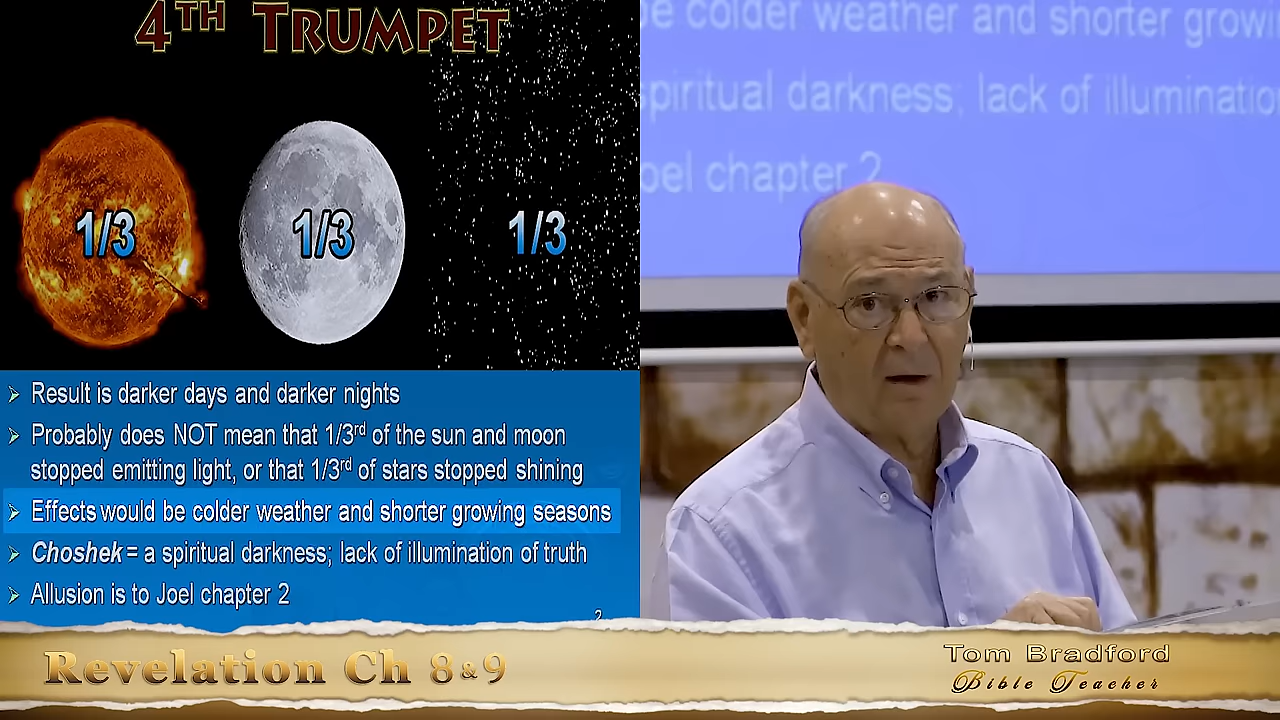 4TH TRUMPET
1/3 1/3 1/3
➢ Result is darker days and darker nights
➢ Probably does NOT mean that 1/3rd of the sun and moon
stopped emitting light, or that 1/3rd of stars stopped shining
➢ Effects would be colder weather and shorter growing seasons
➢ Choshek = a spiritual darkness; lack of illumination of truth
➢ Allusion is to Joel chapter 2
2
be colder weather and shorter growi
spiritual darkness, lack of illuminatio
oel chapter 2
Revelation Ch 8&9
Tom Bradford
Bible Teacher